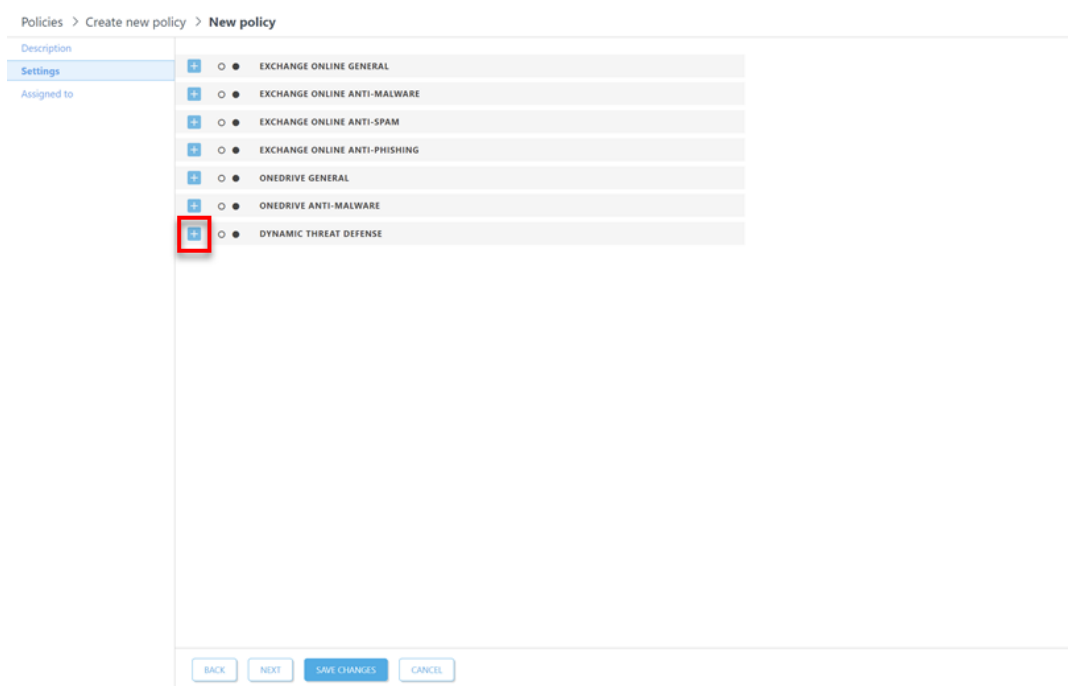 Policies > Create new policy > New policy
Description
Settings
Assigned to
EXCHANGE ONLINE GENERAL
EXCHANGE ONLINE ANTI-MALWARE
EXCHANGE ONLINE ANTI-SPAM
EXCHANGE ONLINE ANTI-PHISHING
ONEDRIVE GENERAL
ONEDRIVE ANTI-MALWARE
DYNAMIC THREAT DEFENSE
BACK NEXT SAVE CHANGES CANCEL